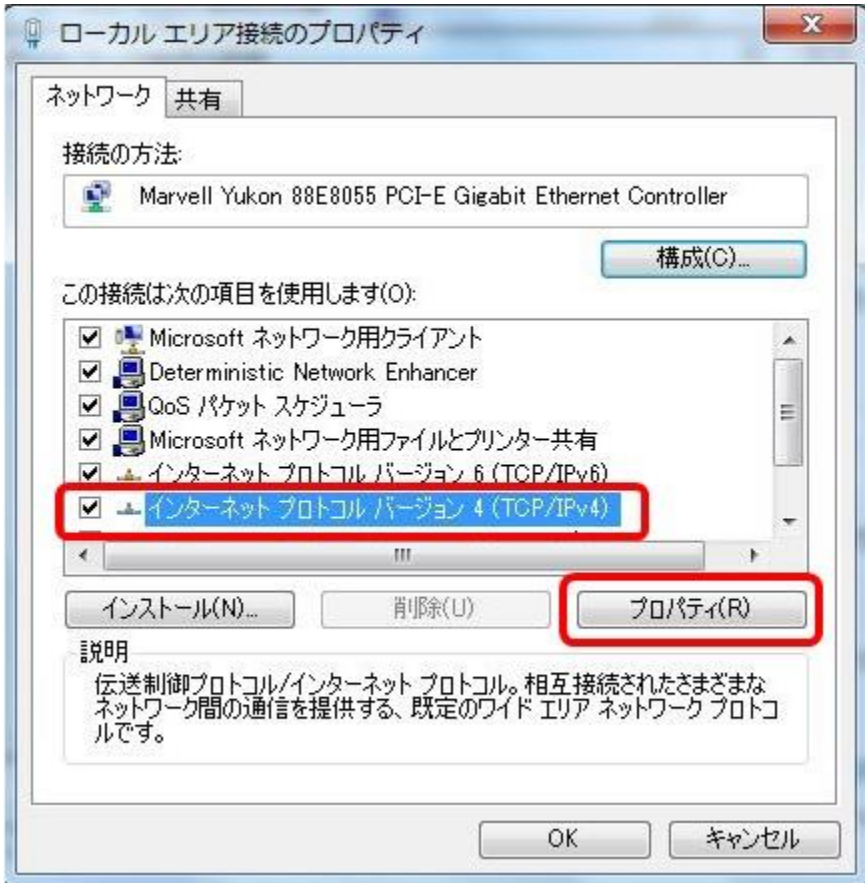 ローカル エリア接続のプロパティ
ネットワーク 共有
接続の方法:
Marvell Yukon 88E8055 PCI-E Gigabit Ethernet Controller
構成(C)...
この接続は次の項目を使用します(O):
Microsoft ネットワーク用クライアント
Deterministic Network Enhancer
QoS パケット スケジューラ
Microsoft ネットワーク用ファイルとプリンター共有
インターネット プロトコル バージョン 6 (TCP/IPv6)
インターネット プロトコル バージョン 4 (TCP/IPv4)
インストール(N)... 削除(U) プロパティ(R)
説明
伝送制御プロトコル/インターネット プロトコル。相互接続されたさまざまな
ネットワーク間の通信を提供する、既定のワイド エリア ネットワーク プロトコ
ルです。
OK キャンセル